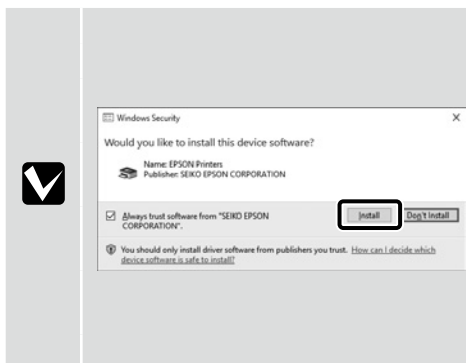 Windows Security
Would you like to install this device software?
Name: EPSON Printers
Publisher: SEIKO EPSON CORPORATION
Always trust software from "SEIKO EPSON
CORPORATION".
Install
Don't Install
You should only install driver software from publishers you trust. How can I decide which
device software is safe to install?